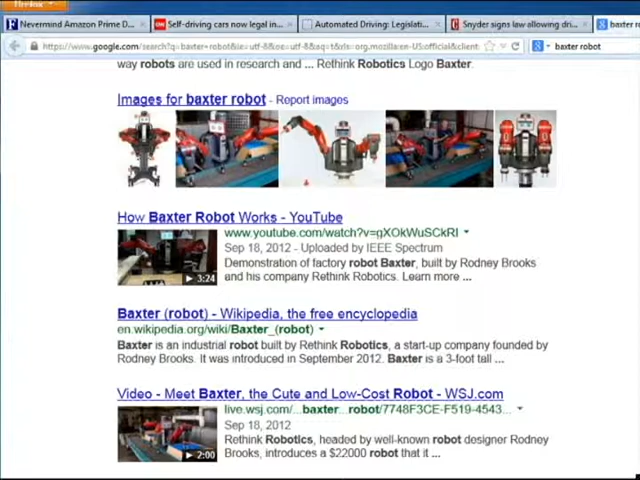 Firefox
Nevermind Amazon Prime D...
Self-driving cars now legal in...
Automated Driving: Legislati...
Snyder signs law allowing dri...
baxter rob
https://www.google.com/search?q=baxter+robot&ie=utf-8&oe=utf-8&aq=t&rls=org.mozilla:en-US:official&client
baxter robot
way robots are used in research and ... Rethink Robotics Logo Baxter.
Images for baxter robot - Report images
How Baxter Robot Works - YouTube
www.youtube.com/watch?v=gXOkWuSCkRI
Sep 18, 2012 - Uploaded by IEEE Spectrum
Demonstration of factory robot Baxter, built by Rodney Brooks
and his company Rethink Robotics. Learn more ...
3:24
Baxter (robot) - Wikipedia, the free encyclopedia
en.wikipedia.org/wiki/Baxter_(robot)
Baxter is an industrial robot built by Rethink Robotics, a start-up company founded by
Rodney Brooks. It was introduced in September 2012. Baxter is a 3-foot tall ...
Video - Meet Baxter, the Cute and Low-Cost Robot - WSJ.com
live.wsj.com/...baxter...robot/7748F3CE-F519-4543...
Sep 18, 2012
Rethink Robotics, headed by well-known robot designer Rodney
Brooks, introduces a $22000 robot that it ...
2:00